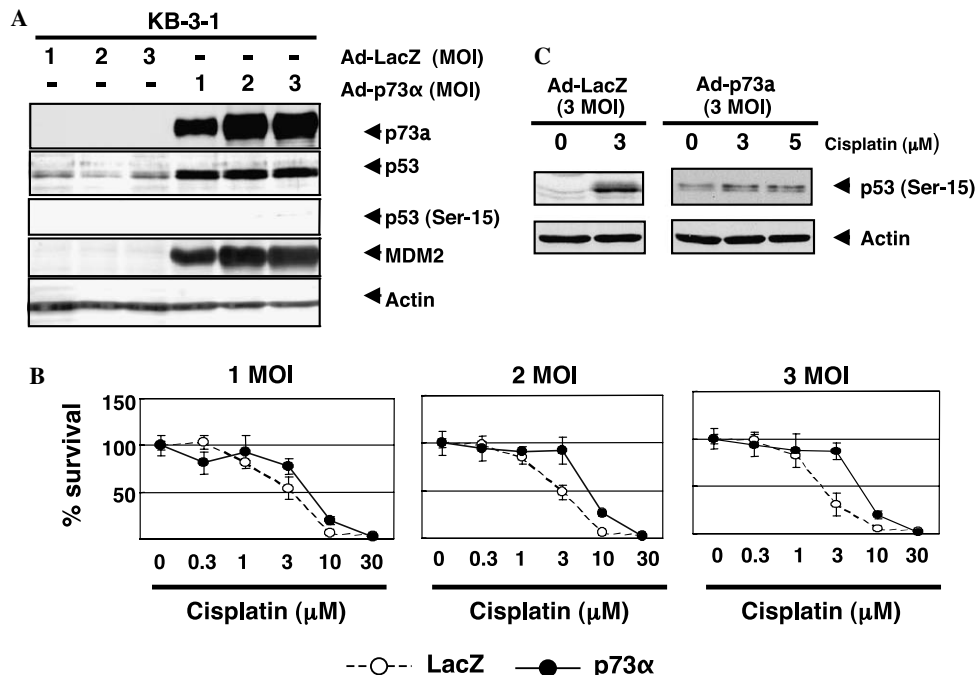 A
KB-3-1
1 2 3 - - - Ad-LacZ (MOI)
- - - 1 2 3 Ad-p73α (MOI)
p73a
p53
p53 (Ser-15)
MDM2
Actin
C
Ad-LacZ (3 MOI)
Ad-p73a (3 MOI)
0 3 0 3 5 Cisplatin (μM)
p53 (Ser-15)
Actin
B
1 MOI
2 MOI
3 MOI
% survival
150
100
50
0 0.3 1 3 10 30
0 0.3 1 3 10 30
0 0.3 1 3 10 30
Cisplatin (μM)
Cisplatin (μM)
Cisplatin (μM)
LacZ p73α